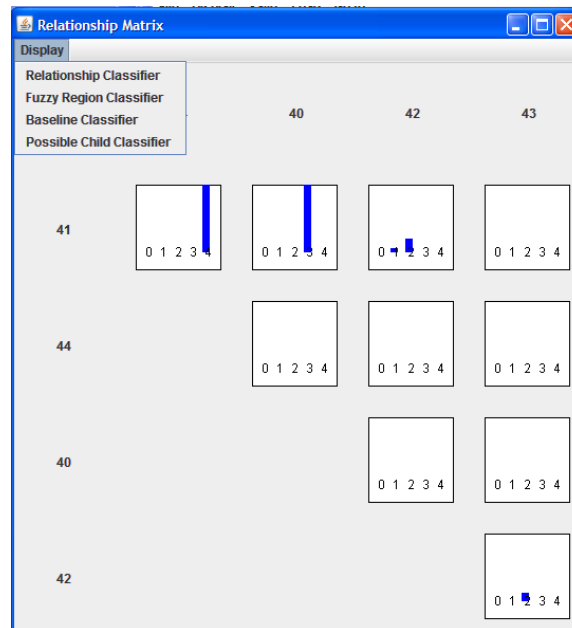 Relationship Matrix
Display
Relationship Classifier
Fuzzy Region Classifier
Baseline Classifier
Possible Child Classifier
40 42 43
41
0 1 2 3 4 0 1 2 3 4 0 1 2 3 4 0 1 2 3 4
44
0 1 2 3 4 0 1 2 3 4 0 1 2 3 4
40
0 1 2 3 4 0 1 2 3 4
42
0 1 2 3 4